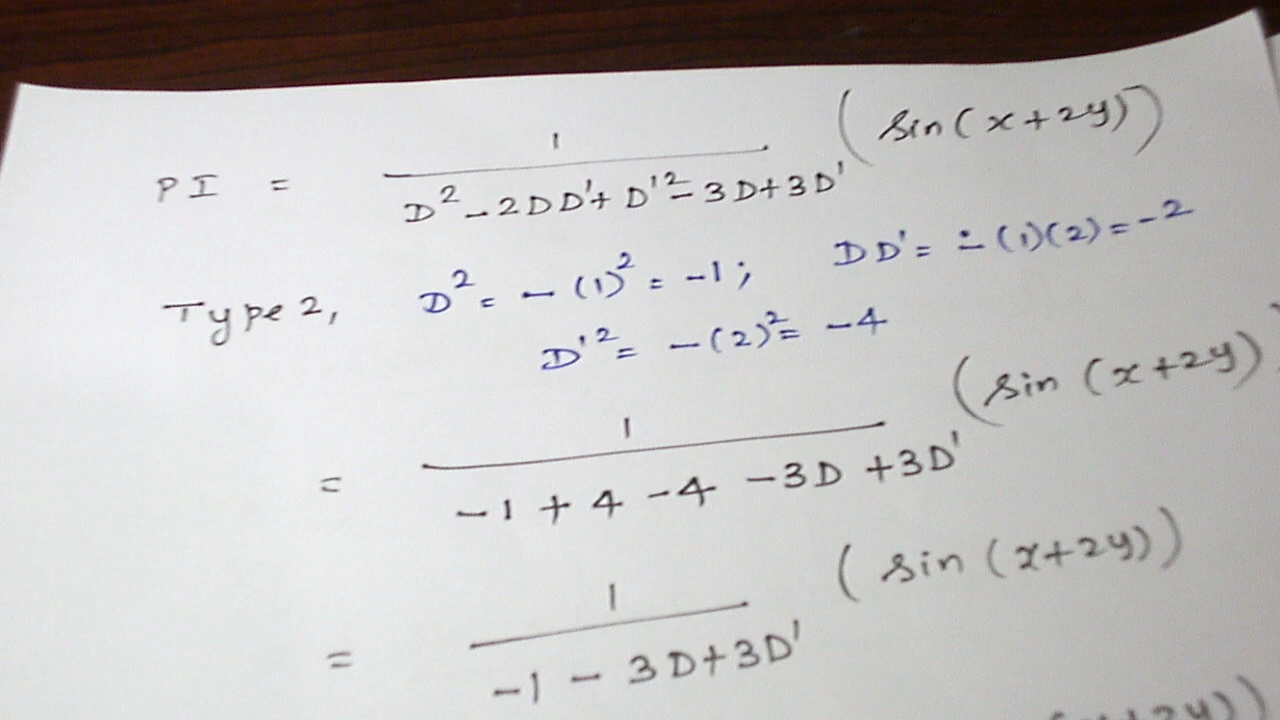 PI = 1 / (D² - 2DD' + D'² - 3D + 3D') (sin(x+2y))
Type 2, D² = -(1)² = -1; DD' = -(1)(2) = -2
D'² = -(2)² = -4
= 1 / (-1 + 4 - 4 - 3D + 3D') (sin(x+2y))
= 1 / (-1 - 3D + 3D') (sin(x+2y))